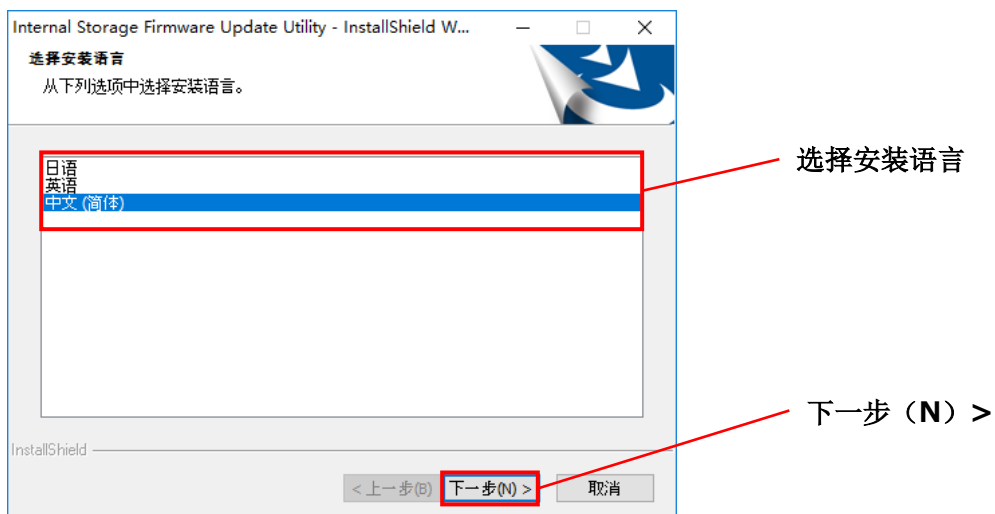 Internal Storage Firmware Update Utility - InstallShield W...
选择安装语言
从下列选项中选择安装语言。
日语
英语
中文 (简体)
选择安装语言
下一步（N）>
InstallShield
< 上一步(B)
下一步(N) >
取消